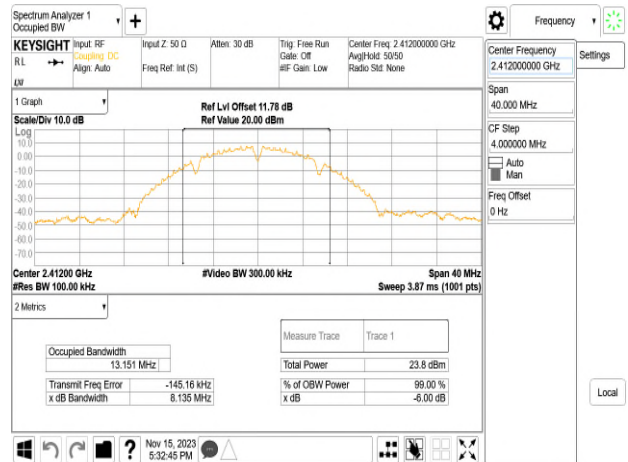 Spectrum Analyzer 1
Occupied BW
Frequency
KEYSIGHT
Input: RF
Input Z: 50 Ω
Atten: 30 dB
Trig: Free Run
Center Freq: 2.412000000 GHz
RL
Coupling: DC
Gate: Off
Avg|Hold: 50/50
Align: Auto
Freq Ref: Int (S)
#IF Gain: Low
Radio Std: None
Center Frequency
2.412000000 GHz
Settings
Span
40.000 MHz
CF Step
4.000000 MHz
Auto
Man
Freq Offset
0 Hz
Local
1 Graph
Ref Lvl Offset 11.78 dB
Scale/Div 10.0 dB
Ref Value 20.00 dBm
Log
10.0
0.00
-10.0
-20.0
-30.0
-40.0
-50.0
-60.0
-70.0
Center 2.41200 GHz
#Video BW 300.00 kHz
Span 40 MHz
#Res BW 100.00 kHz
Sweep 3.87 ms (1001 pts)
2 Metrics
Measure Trace
Trace 1
Occupied Bandwidth
13.151 MHz
Total Power
23.8 dBm
Transmit Freq Error
-145.16 kHz
% of OBW Power
99.00 %
x dB Bandwidth
8.135 MHz
x dB
-6.00 dB
?
Nov 15, 2023
5:32:45 PM